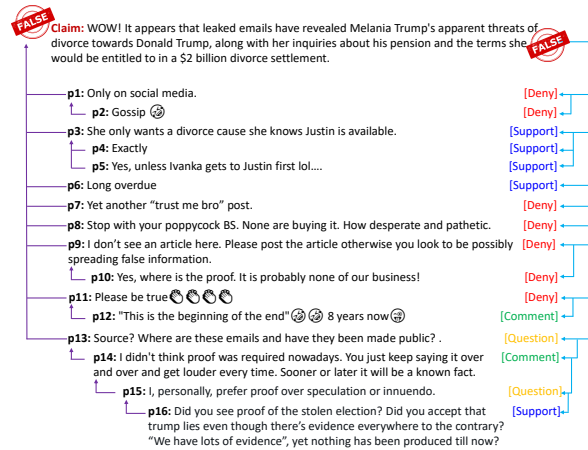 FALSE
Claim: WOW! It appears that leaked emails have revealed Melania Trump's apparent threats of
divorce towards Donald Trump, along with her inquiries about his pension and the terms she
would be entitled to in a $2 billion divorce settlement.
FALSE
p1: Only on social media. [Deny]
p2: Gossip 🤣 [Deny]
p3: She only wants a divorce cause she knows Justin is available. [Support]
p4: Exactly [Support]
p5: Yes, unless Ivanka gets to Justin first lol…. [Support]
p6: Long overdue [Support]
p7: Yet another “trust me bro” post. [Deny]
p8: Stop with your poppycock BS. None are buying it. How desperate and pathetic. [Deny]
p9: I don’t see an article here. Please post the article otherwise you look to be possibly [Deny]
spreading false information.
p10: Yes, where is the proof. It is probably none of our business! [Deny]
p11: Please be true👏👏👏👏 [Deny]
p12: "This is the beginning of the end"🤣🤣 8 years now😜 [Comment]
p13: Source? Where are these emails and have they been made public? . [Question]
p14: I didn't think proof was required nowadays. You just keep saying it over [Comment]
and over and get louder every time. Sooner or later it will be a known fact.
p15: I, personally, prefer proof over speculation or innuendo. [Question]
p16: Did you see proof of the stolen election? Did you accept that [Support]
trump lies even though there’s evidence everywhere to the contrary?
“We have lots of evidence”, yet nothing has been produced till now?